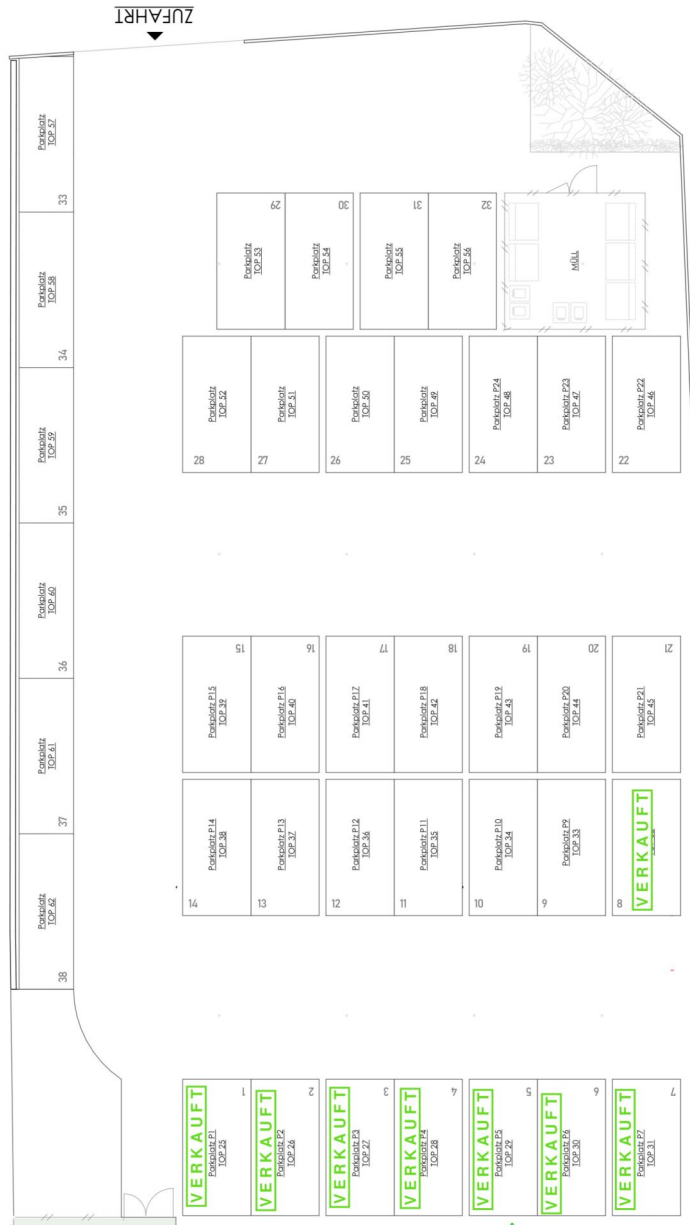 ZUFAHRT
Parkplatz
TOP 57
33
Parkplatz
TOP 58
34
Parkplatz
TOP 59
35
Parkplatz
TOP 60
36
Parkplatz
TOP 61
37
Parkplatz
TOP 62
38
29
Parkplatz
TOP 53
30
Parkplatz
TOP 54
31
Parkplatz
TOP 55
32
Parkplatz
TOP 56
MÜLL
Parkplatz
TOP 52
28
Parkplatz
TOP 51
27
Parkplatz
TOP 50
26
Parkplatz
TOP 49
25
Parkplatz P24
TOP 48
24
Parkplatz P23
TOP 47
23
Parkplatz P22
TOP 46
22
15
Parkplatz P15
TOP 39
16
Parkplatz P16
TOP 40
17
Parkplatz P17
TOP 41
18
Parkplatz P18
TOP 42
19
Parkplatz P19
TOP 43
20
Parkplatz P20
TOP 44
21
Parkplatz P21
TOP 45
Parkplatz P14
TOP 38
14
Parkplatz P13
TOP 37
13
Parkplatz P12
TOP 36
12
Parkplatz P11
TOP 35
11
Parkplatz P10
TOP 34
10
Parkplatz P9
TOP 33
9
VERKAUFT
8
VERKAUFT
1
Parkplatz P1
TOP 25
VERKAUFT
2
Parkplatz P2
TOP 26
VERKAUFT
3
Parkplatz P3
TOP 27
VERKAUFT
4
Parkplatz P4
TOP 28
VERKAUFT
5
Parkplatz P5
TOP 29
VERKAUFT
6
Parkplatz P6
TOP 30
VERKAUFT
7
Parkplatz P7
TOP 31